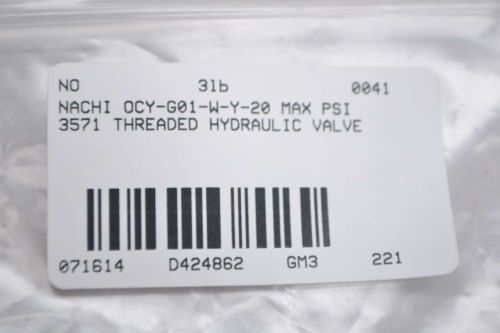 NO 31b 0041
NACHI OCY-G01-W-Y-20 MAX PSI
3571 THREADED HYDRAULIC VALVE
071614 D424862 GM3 221